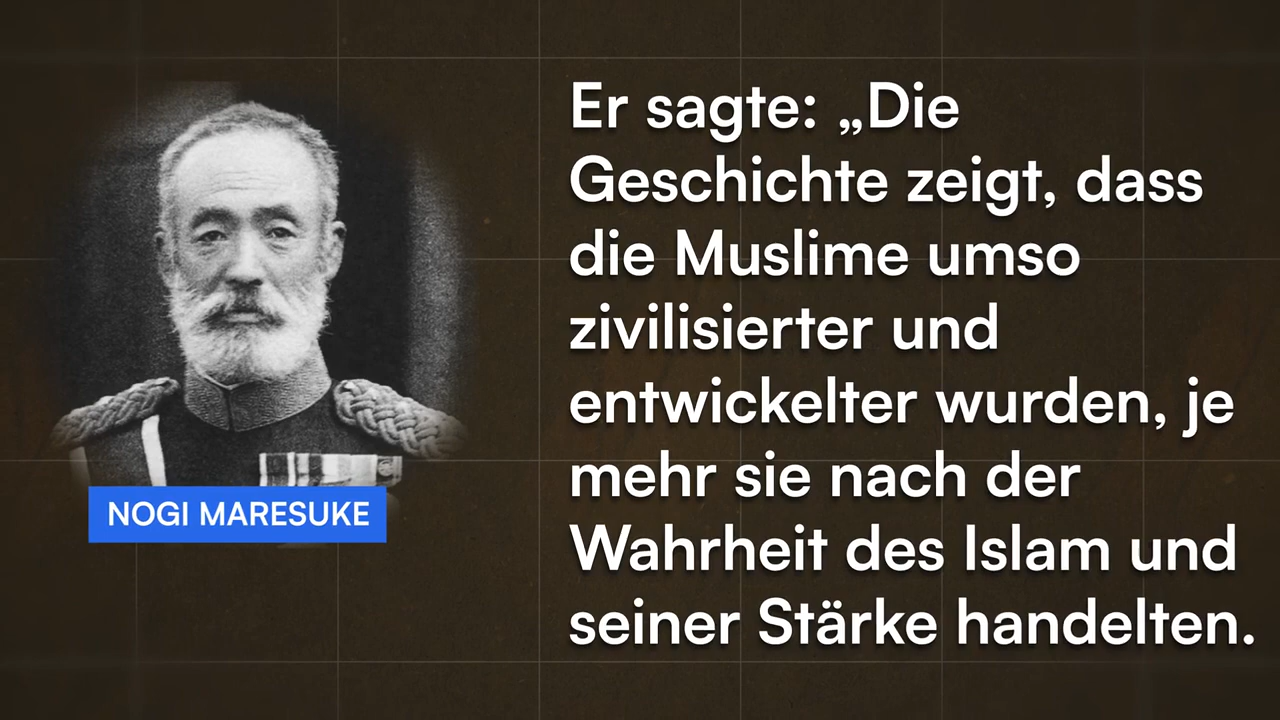 Er sagte: „Die
Geschichte zeigt, dass
die Muslime umso
zivilisierter und
entwickelter wurden, je
mehr sie nach der
Wahrheit des Islam und
seiner Stärke handelten.
NOGI MARESUKE